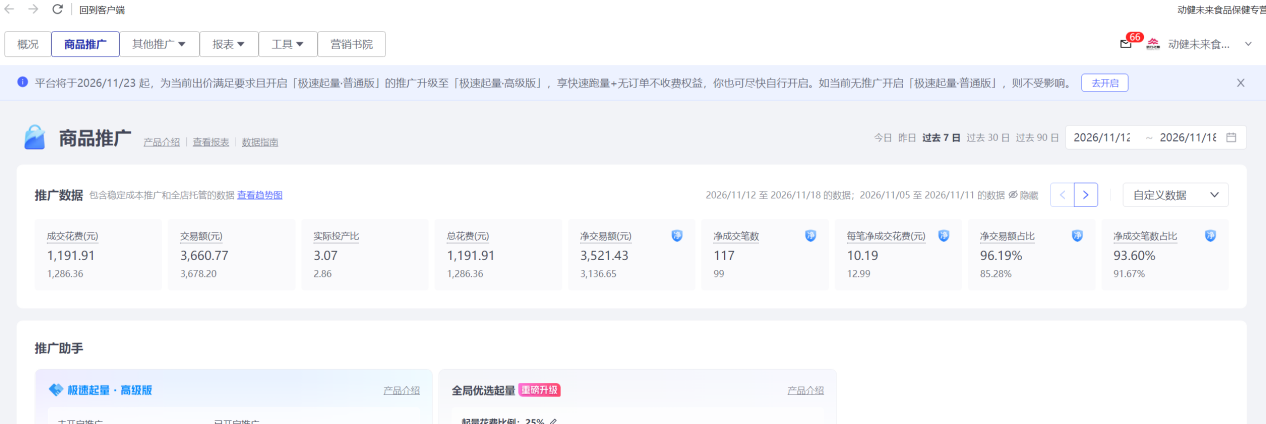 回到客户端
动健未来食品保健专营
概况 商品推广 其他推广 报表 工具 营销书院
66 动健未来食...
平台将于2026/11/23 起，为当前出价满足要求且开启「极速起量·普通版」的推广升级至「极速起量·高级版」，享快速跑量+无订单不收费权益，你也可尽快自行开启。如当前无推广开启「极速起量·普通版」，则不受影响。 去开启
商品推广 产品介绍 查看报表 数据指南
今日 昨日 过去 7 日 过去 30 日 过去 90 日 2026/11/12 ~ 2026/11/18
推广数据 包含稳定成本推广和全店托管的数据 查看趋势图
2026/11/12 至 2026/11/18 的数据；2026/11/05 至 2026/11/11 的数据 隐藏 自定义数据
成交花费(元) 交易额(元) 实际投产比 总花费(元) 净交易额(元) 净 净成交笔数 净 每笔净成交花费(元) 净 净交易额占比 净 净成交笔数占比 净
1,191.91 3,660.77 3.07 1,191.91 3,521.43 117 10.19 96.19% 93.60%
1,286.36 3,678.20 2.86 1,286.36 3,136.65 99 12.99 85.28% 91.67%
推广助手
极速起量 · 高级版 产品介绍 全局优选起量 重磅升级 产品介绍
已开启推广 起量花费比例：25%